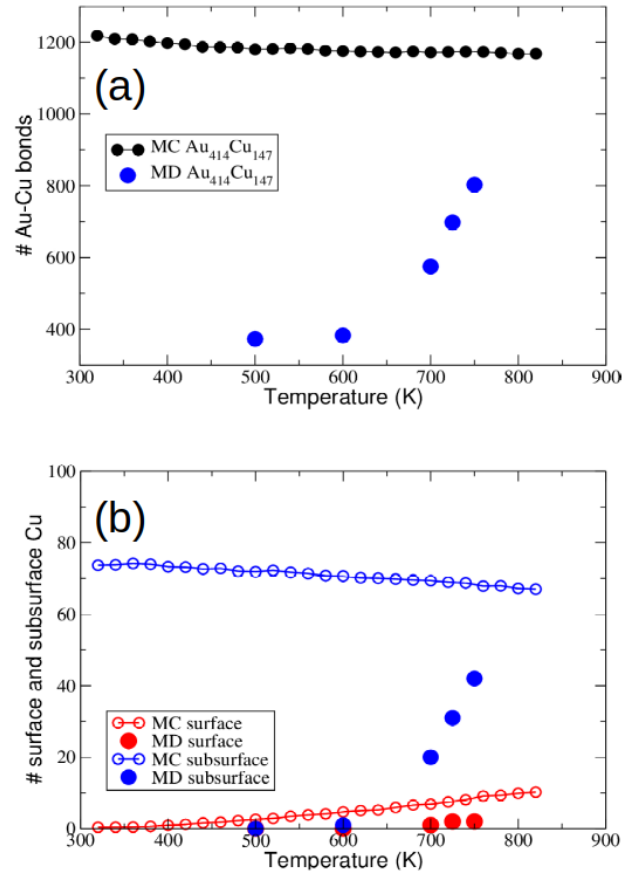 1200
1000
800
600
400
# Au-Cu bonds
(a)
MC Au₄₁₄Cu₁₄₇
MD Au₄₁₄Cu₁₄₇
300 400 500 600 700 800 900
Temperature (K)
100
80
60
40
20
0
# surface and subsurface Cu
(b)
MC surface
MD surface
MC subsurface
MD subsurface
300 400 500 600 700 800 900
Temperature (K)